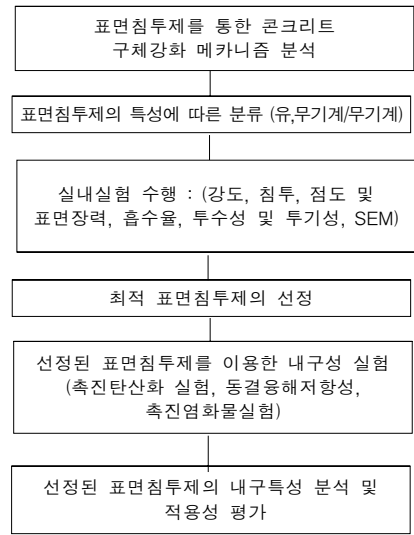 표면침투제를 통한 콘크리트
구체강화 메카니즘 분석
표면침투제의 특성에 따른 분류 (유,무기계/무기계)
실내실험 수행 : (강도, 침투, 점도 및
표면장력, 흡수율, 투수성 및 투기성, SEM)
최적 표면침투제의 선정
선정된 표면침투제를 이용한 내구성 실험
(촉진탄산화 실험, 동결융해저항성,
촉진염화물실험)
선정된 표면침투제의 내구특성 분석 및
적용성 평가